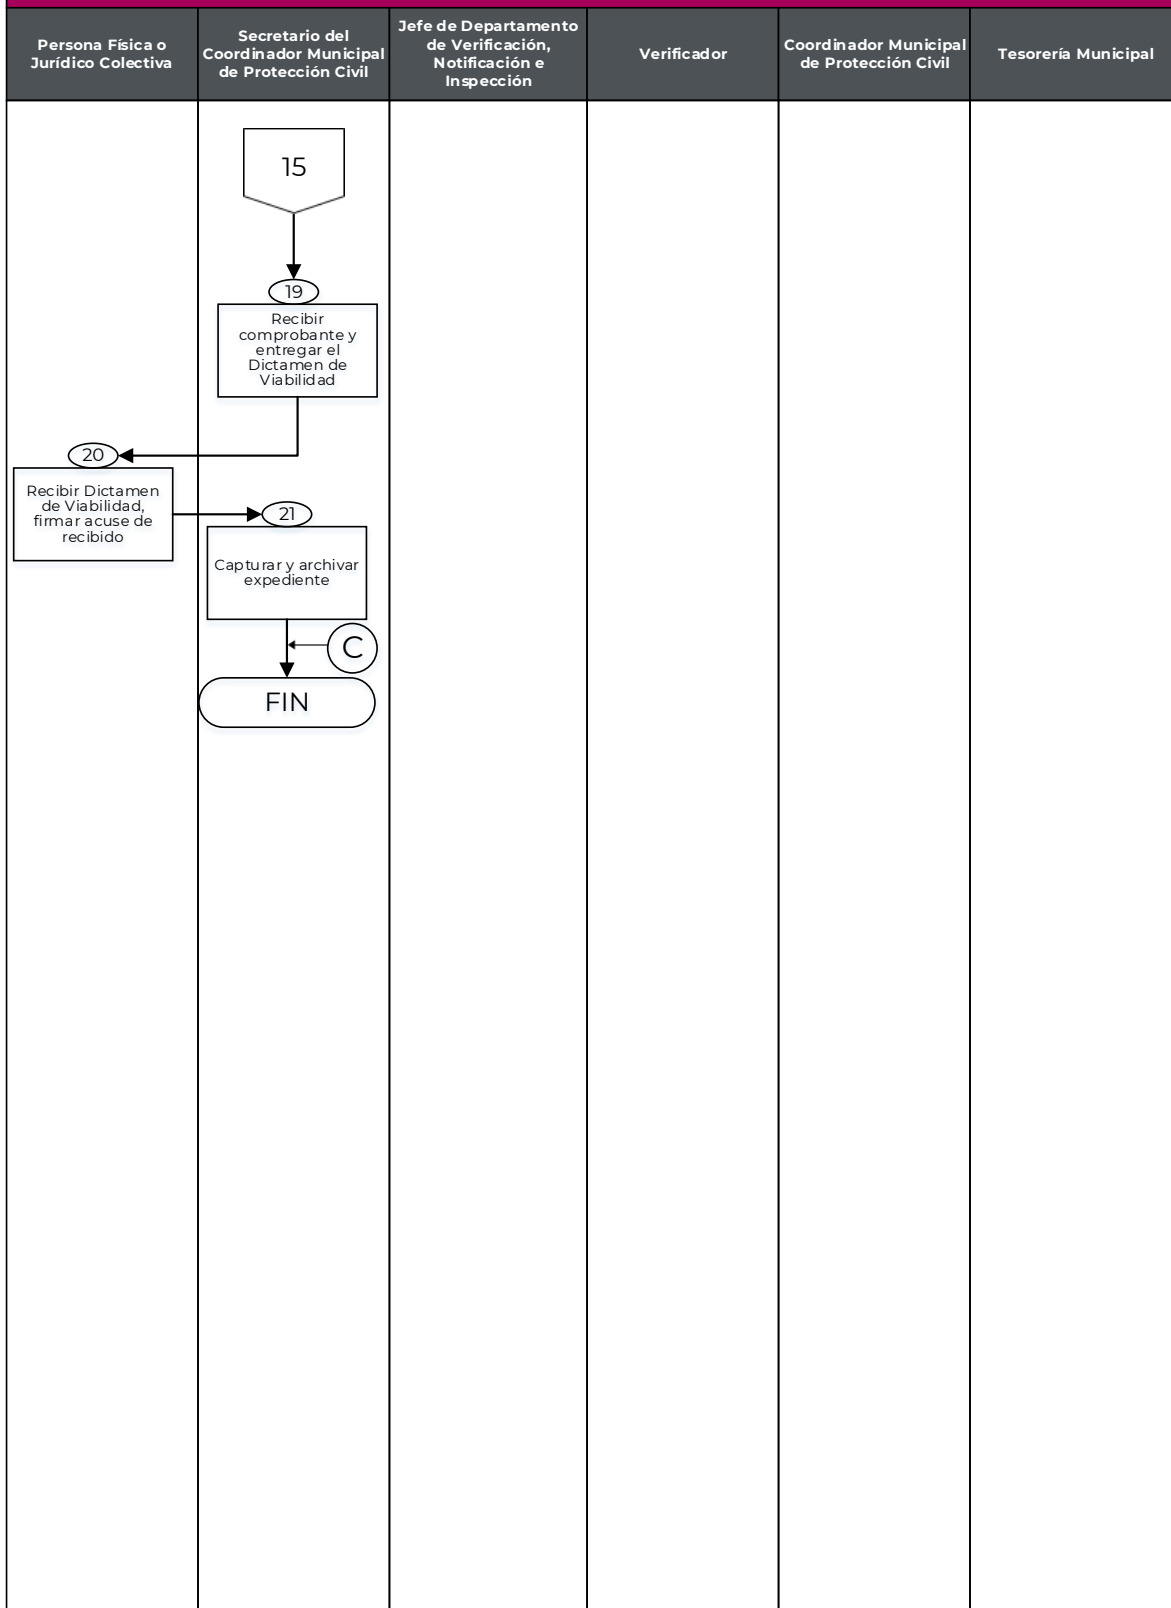 Persona Física o
Jurídico Colectiva
Secretario del
Coordinador Municipal
de Protección Civil
Jefe de Departamento
de Verificación,
Notificación e
Inspección
Verificador
Coordinador Municipal
de Protección Civil
Tesorería Municipal
15
19
Recibir
comprobante y
entregar el
Dictamen de
Viabilidad
20
Recibir Dictamen
de Viabilidad,
firmar acuse de
recibido
21
Capturar y archivar
expediente
C
FIN